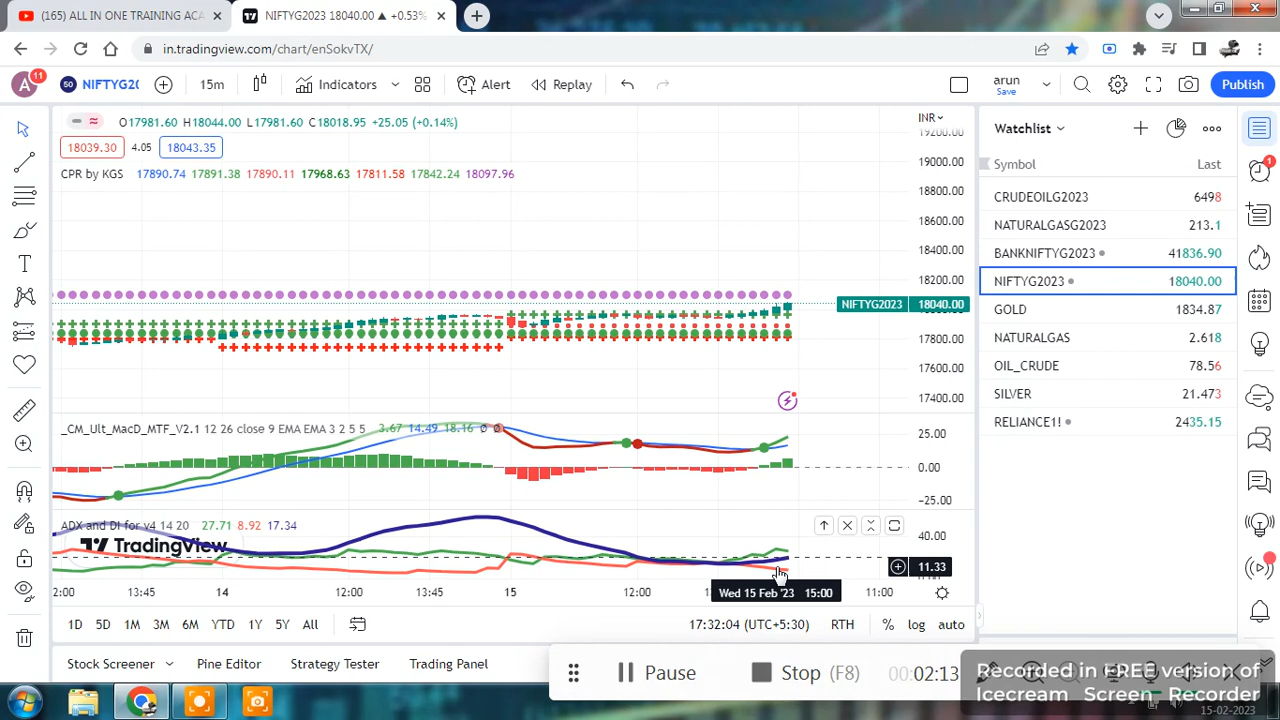 (165) ALL IN ONE TRAINING ACA
NIFTYG2023 18040.00 ▲ +0.53%
in.tradingview.com/chart/enSokvTX/
A
11
50 NIFTYG20
15m
Indicators
Alert
Replay
arun
Save
Publish
O17981.60 H18044.00 L17981.60 C18018.95 +25.05 (+0.14%)
18039.30 4.05 18043.35
CPR by KGS 17890.74 17891.38 17890.11 17968.63 17811.58 17842.24 18097.96
INR
19200.00
19000.00
18800.00
18600.00
18400.00
18200.00
NIFTYG2023 18040.00
17800.00
17600.00
17400.00
_CM_Ult_MacD_MTF_V2.1 12 26 close 9 EMA EMA 3 2 5 5 3.67 14.49 18.16 ∅ ∅
25.00
0.00
−25.00
ADX and DI for v4 14 20 27.71 8.92 17.34
TradingView
40.00
11.33
2:00 13:45 14 12:00 13:45 15 12:00 Wed 15 Feb '23 15:00 11:00
1D 5D 1M 3M 6M YTD 1Y 5Y All
17:32:04 (UTC+5:30) RTH % log auto
Stock Screener
Pine Editor
Strategy Tester
Trading Panel
Watchlist
Symbol Last
CRUDEOILG2023 6498
NATURALGASG2023 213.1
BANKNIFTYG2023 41836.90
NIFTYG2023 18040.00
GOLD 1834.87
NATURALGAS 2.618
OIL_CRUDE 78.56
SILVER 21.473
RELIANCE1! 2435.15
1
Pause
Stop (F8)
00:02:13
Recorded in FREE version of
Icecream Screen Recorder
15-02-2023